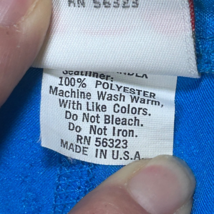 RN 56323
Seatliner:
100% POLYESTER
Machine Wash Warm,
With Like Colors.
Do Not Bleach.
Do Not Iron.
RN 56323
MADE IN U.S.A.